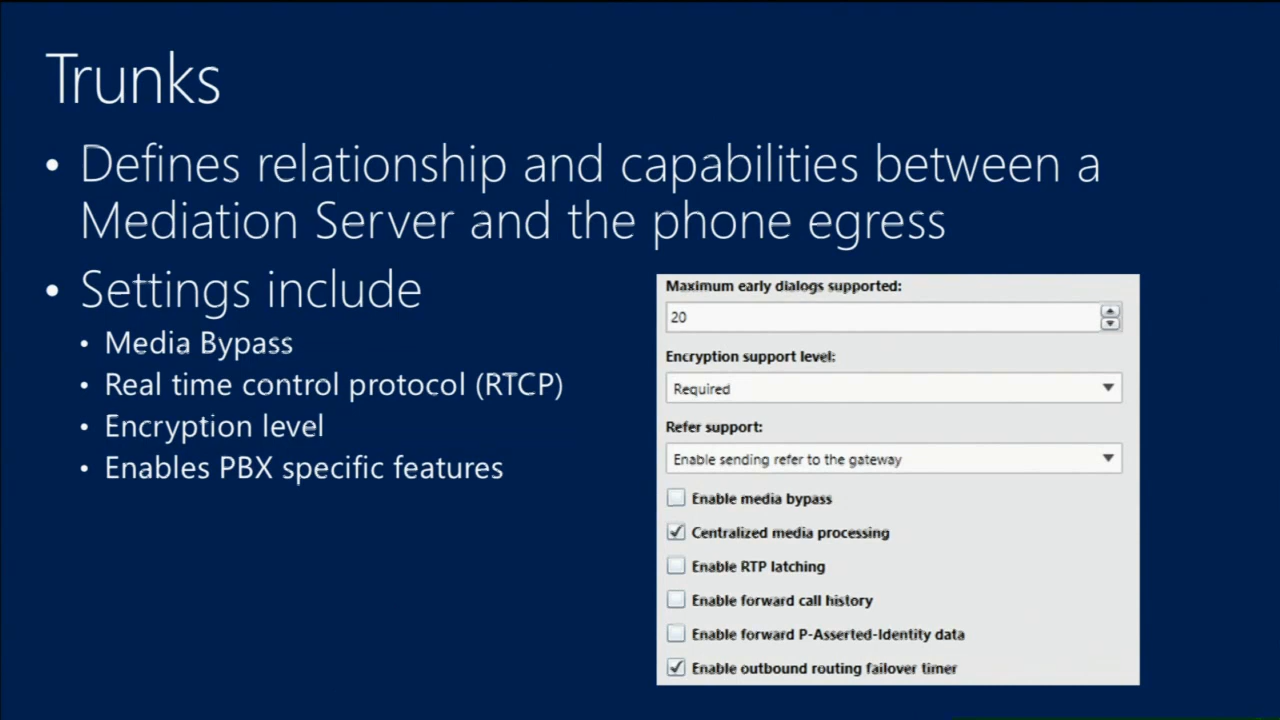 Trunks
• Defines relationship and capabilities between a
Mediation Server and the phone egress
• Settings include
• Media Bypass
• Real time control protocol (RTCP)
• Encryption level
• Enables PBX specific features
Maximum early dialogs supported:
20
Encryption support level:
Required
Refer support:
Enable sending refer to the gateway
Enable media bypass
Centralized media processing
Enable RTP latching
Enable forward call history
Enable forward P-Asserted-Identity data
Enable outbound routing failover timer